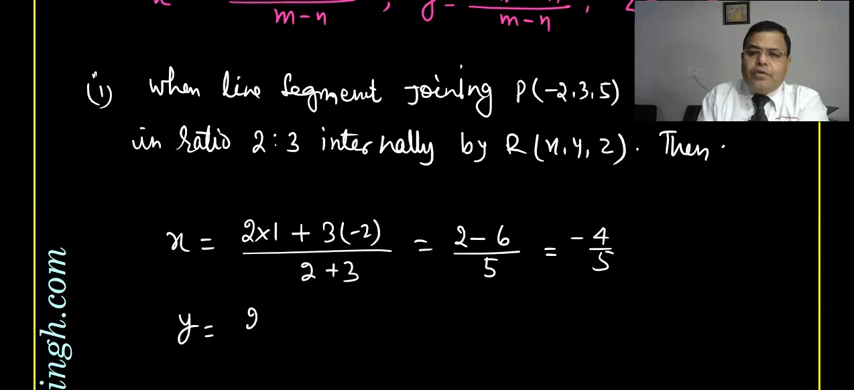 m-n , y= m-n ,
(i) when line segment joining P(-2,3,5)
in ratio 2:3 internally by R(x,y,z). Then.
x = 2×1 + 3(-2) / 2+3 = 2-6 / 5 = -4/5
y = 2
ingh.com